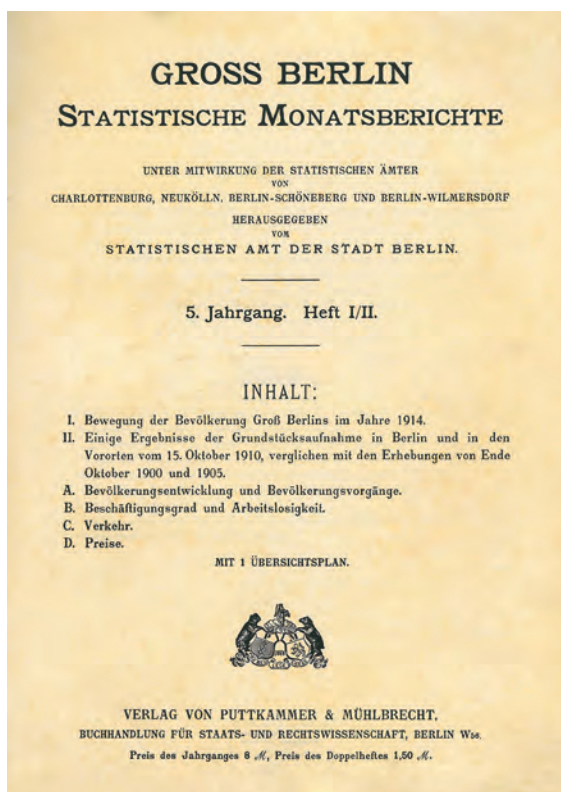 GROSS BERLIN
STATISTISCHE MONATSBERICHTE
UNTER MITWIRKUNG DER STATISTISCHEN ÄMTER
VON
CHARLOTTENBURG, NEUKÖLLN, BERLIN-SCHÖNEBERG UND BERLIN-WILMERSDORF
HERAUSGEGEBEN
VOM
STATISTISCHEN AMT DER STADT BERLIN.
5. Jahrgang. Heft I/II.
INHALT:
I. Bewegung der Bevölkerung Groß Berlins im Jahre 1914.
II. Einige Ergebnisse der Grundstücksaufnahme in Berlin und in den
Vororten vom 15. Oktober 1910, verglichen mit den Erhebungen von Ende
Oktober 1900 und 1905.
A. Bevölkerungsentwicklung und Bevölkerungsvorgänge.
B. Beschäftigungsgrad und Arbeitslosigkeit.
C. Verkehr.
D. Preise.
MIT 1 ÜBERSICHTSPLAN.
VERLAG VON PUTTKAMMER & MÜHLBRECHT,
BUCHHANDLUNG FÜR STAATS- UND RECHTSWISSENSCHAFT, BERLIN W56.
Preis des Jahrganges 8 ℳ, Preis des Doppelheftes 1,50 ℳ.